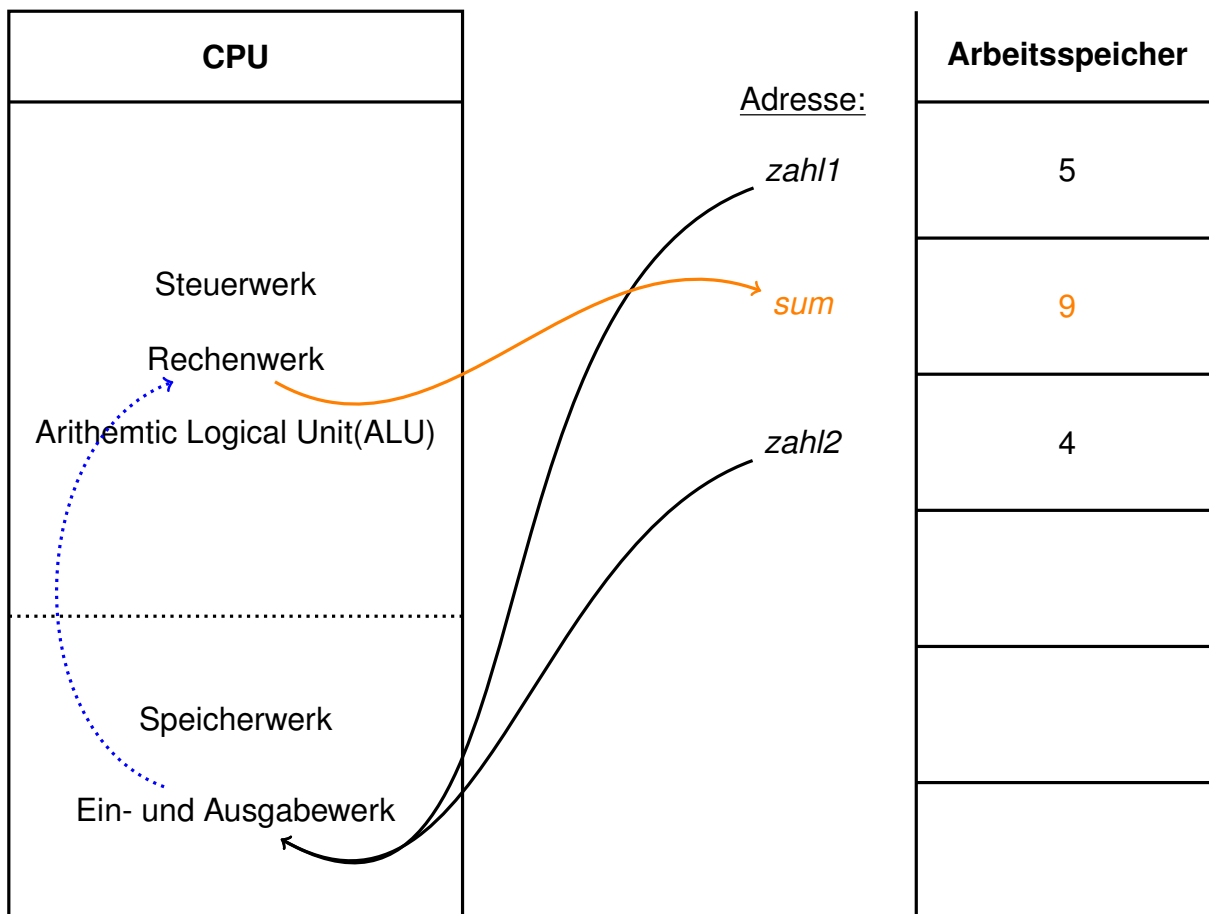 CPU
Steuerwerk
Rechenwerk
Arithemtic Logical Unit(ALU)
Speicherwerk
Ein- und Ausgabewerk
Adresse:
zahl1
sum
zahl2
Arbeitsspeicher
5
9
4